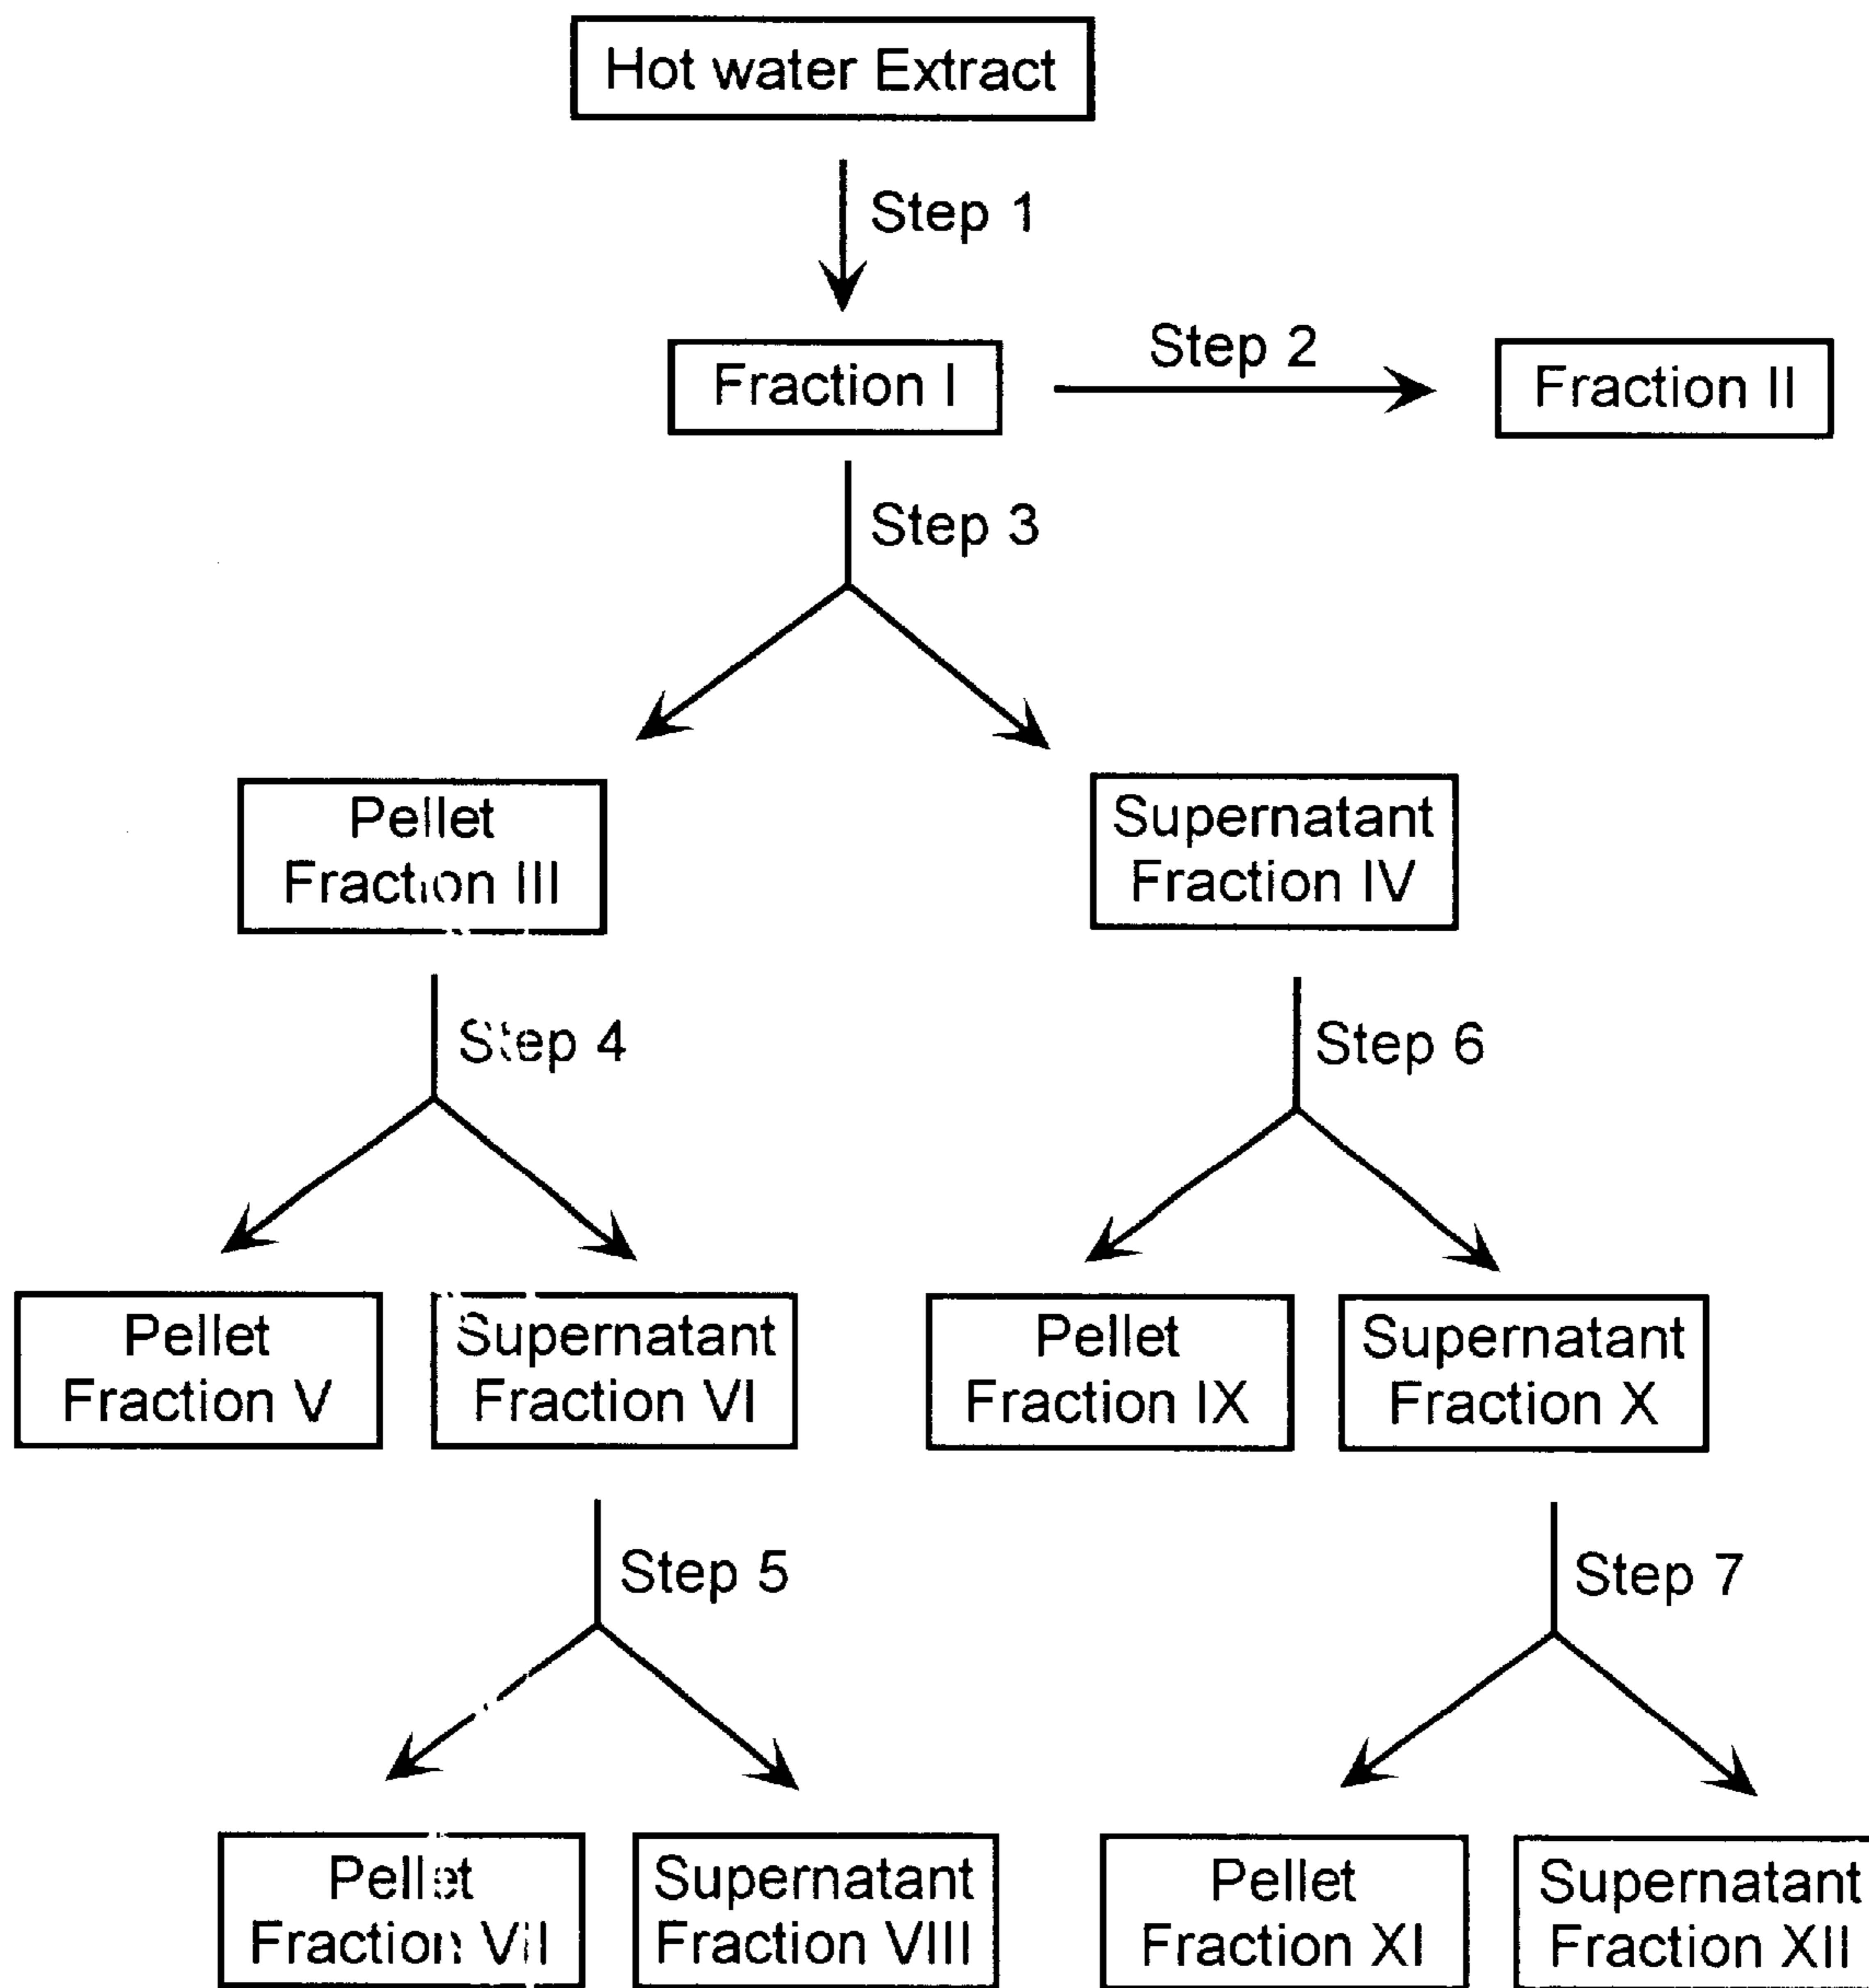 Hot water Extract
Step 1
Fraction I
Step 2
Fraction II
Step 3
Pellet
Fraction III
Supernatant
Fraction IV
Step 4
Step 6
Pellet
Fraction V
Supernatant
Fraction VI
Pellet
Fraction IX
Supernatant
Fraction X
Step 5
Step 7
Pellet
Fraction VII
Supernatant
Fraction VIII
Pellet
Fraction XI
Supernatant
Fraction XII